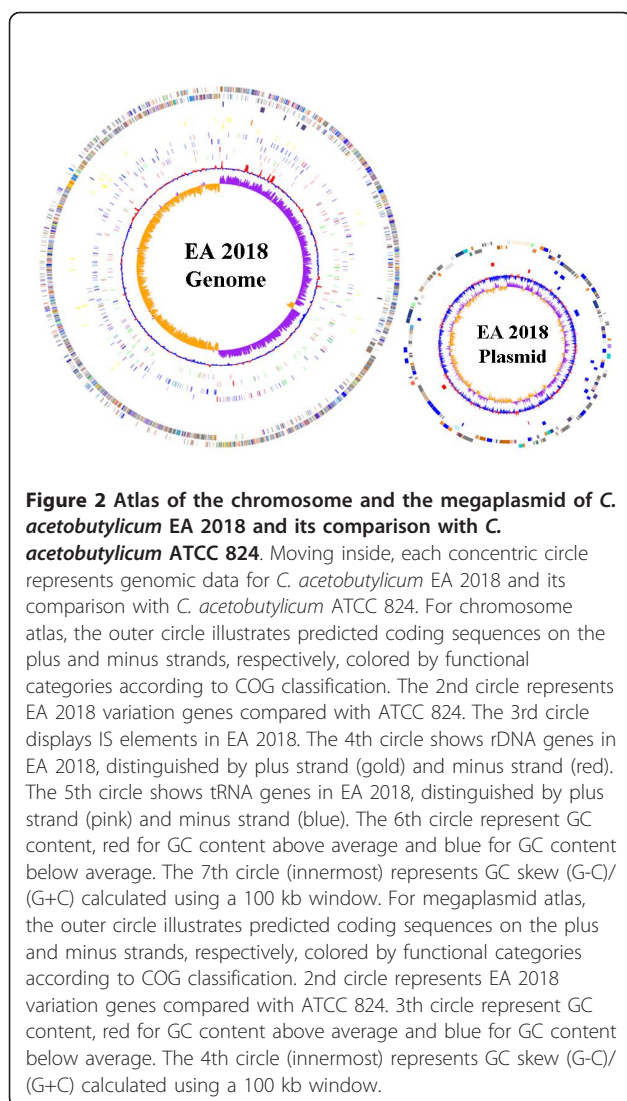 EA 2018
Genome
EA 2018
Plasmid
Figure 2 Atlas of the chromosome and the megaplasmid of C.
acetobutylicum EA 2018 and its comparison with C.
acetobutylicum ATCC 824. Moving inside, each concentric circle
represents genomic data for C. acetobutylicum EA 2018 and its
comparison with C. acetobutylicum ATCC 824. For chromosome
atlas, the outer circle illustrates predicted coding sequences on the
plus and minus strands, respectively, colored by functional
categories according to COG classification. The 2nd circle represents
EA 2018 variation genes compared with ATCC 824. The 3rd circle
displays IS elements in EA 2018. The 4th circle shows rDNA genes in
EA 2018, distinguished by plus strand (gold) and minus strand (red).
The 5th circle shows tRNA genes in EA 2018, distinguished by plus
strand (pink) and minus strand (blue). The 6th circle represent GC
content, red for GC content above average and blue for GC content
below average. The 7th circle (innermost) represents GC skew (G-C)/
(G+C) calculated using a 100 kb window. For megaplasmid atlas,
the outer circle illustrates predicted coding sequences on the plus
and minus strands, respectively, colored by functional categories
according to COG classification. 2nd circle represents EA 2018
variation genes compared with ATCC 824. 3th circle represent GC
content, red for GC content above average and blue for GC content
below average. The 4th circle (innermost) represents GC skew (G-C)/
(G+C) calculated using a 100 kb window.